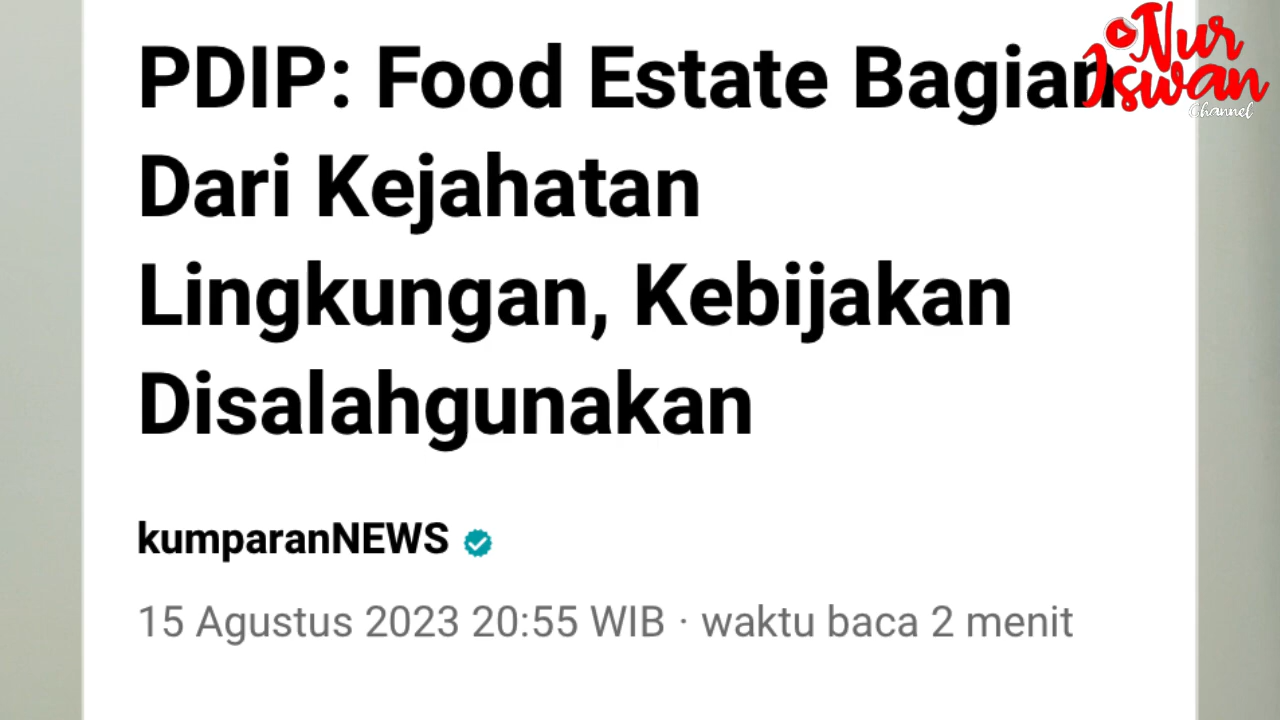 PDIP: Food Estate Bagian
Dari Kejahatan
Lingkungan, Kebijakan
Disalahgunakan
kumparanNEWS
15 Agustus 2023 20:55 WIB · waktu baca 2 menit
Nur
Iswan
Channel